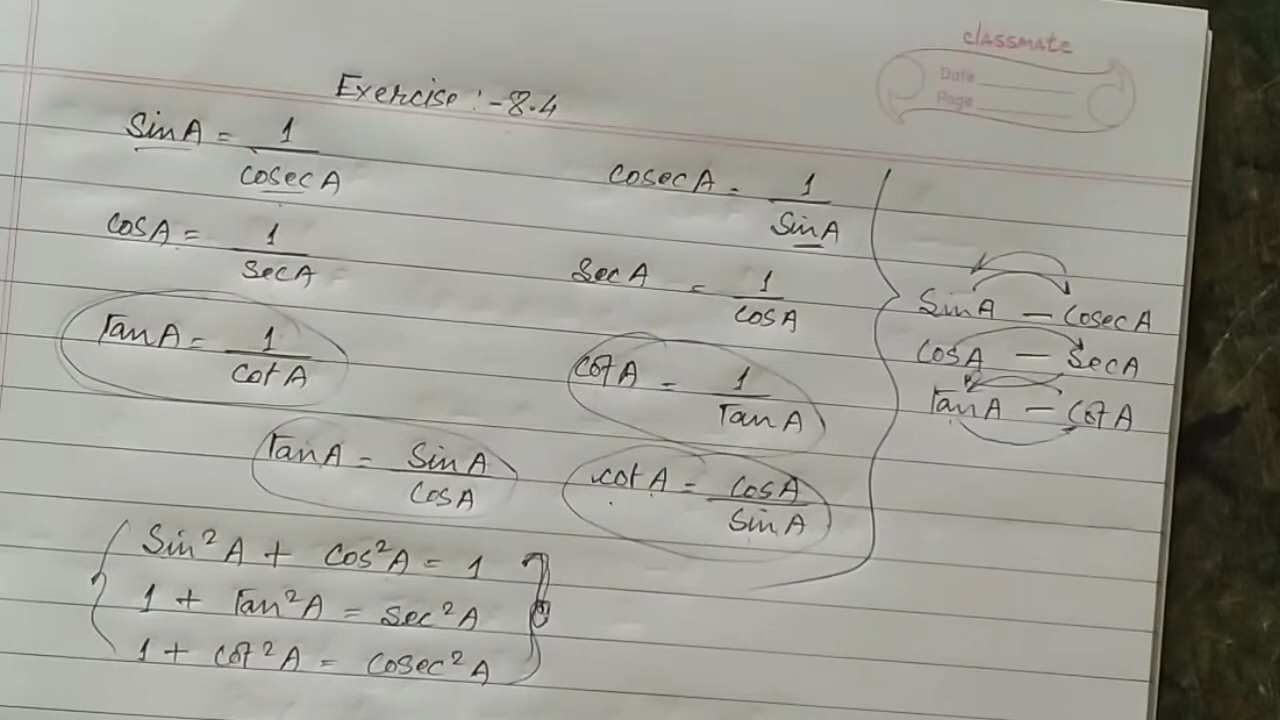 classmate
Date
Page
Exercise :- 8.4
SinA = 1/cosecA
cosecA = 1/SinA
cosA = 1/secA
SecA = 1/cosA
TanA = 1/cotA
cotA = 1/TanA
TanA = SinA/cosA
cotA = cosA/SinA
SinA – cosecA
cosA – SecA
TanA – cotA
Sin²A + cos²A = 1
1 + Tan²A = sec²A
1 + cot²A = cosec²A